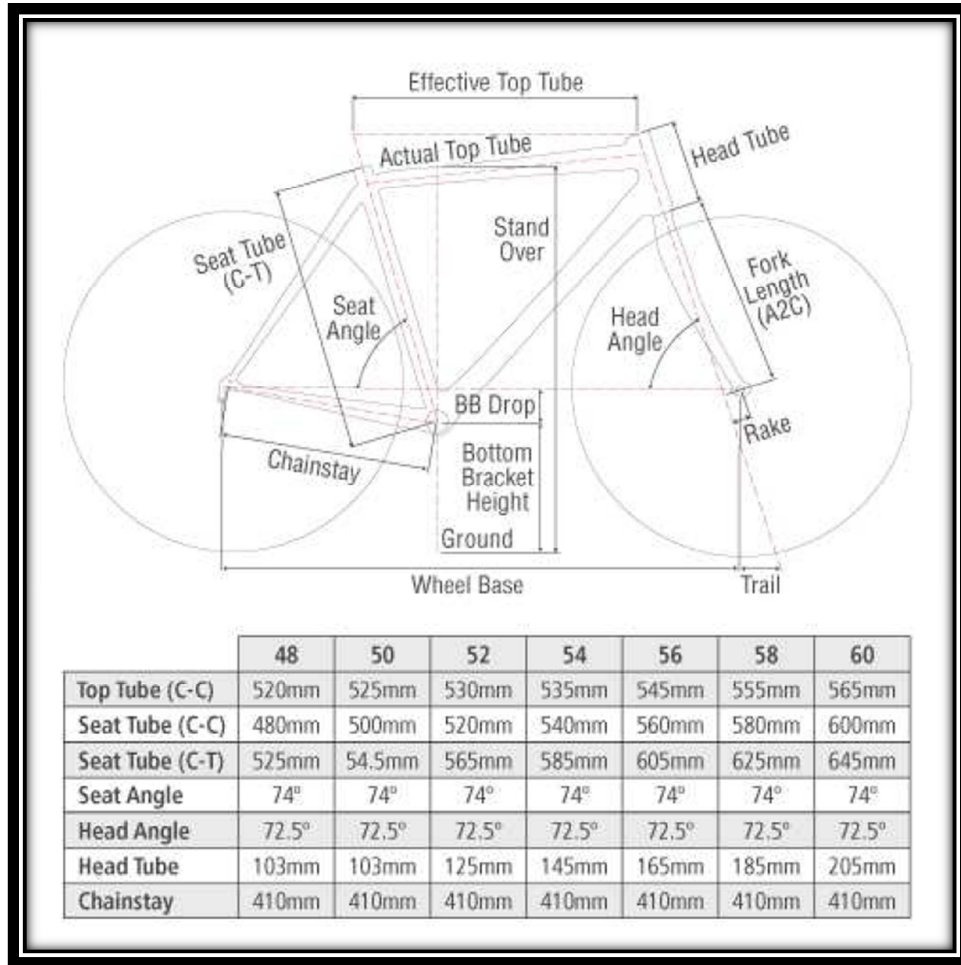 Effective Top Tube
Actual Top Tube
Head Tube
Seat Tube
(C-T)
Stand
Over
Fork
Length
(A2C)
Seat
Angle
Head
Angle
BB Drop
Rake
Chainstay
Bottom
Bracket
Height
Ground
Wheel Base
Trail
48 50 52 54 56 58 60
Top Tube (C-C) 520mm 525mm 530mm 535mm 545mm 555mm 565mm
Seat Tube (C-C) 480mm 500mm 520mm 540mm 560mm 580mm 600mm
Seat Tube (C-T) 525mm 54.5mm 565mm 585mm 605mm 625mm 645mm
Seat Angle 74° 74° 74° 74° 74° 74° 74°
Head Angle 72.5° 72.5° 72.5° 72.5° 72.5° 72.5° 72.5°
Head Tube 103mm 103mm 125mm 145mm 165mm 185mm 205mm
Chainstay 410mm 410mm 410mm 410mm 410mm 410mm 410mm